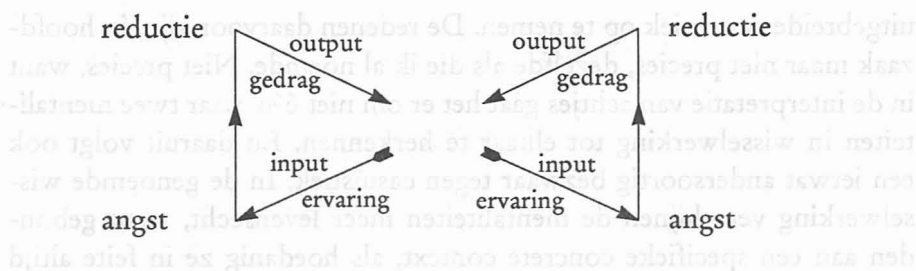 reductie reductie
output output
gedrag gedrag
input input
ervaring ervaring
angst angst